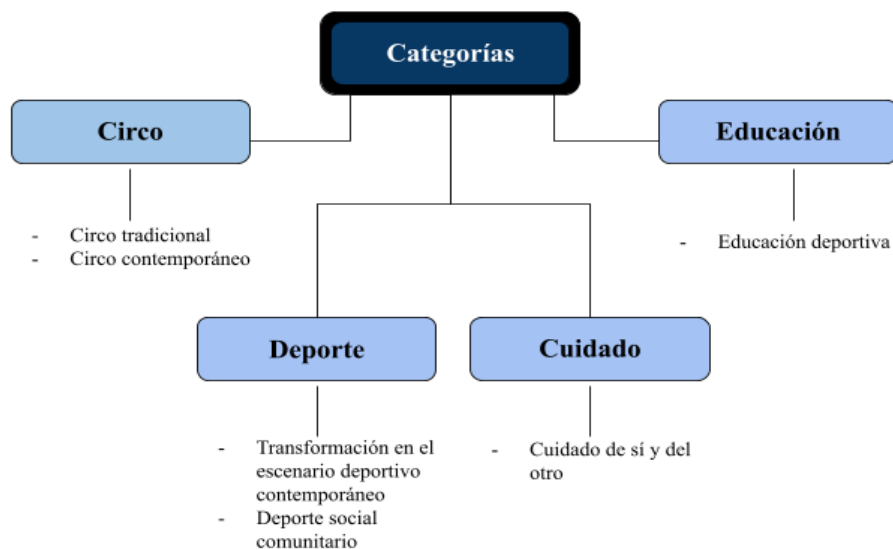 Categorías
Circo
- Circo tradicional
- Circo contemporáneo
Educación
- Educación deportiva
Deporte
- Transformación en el
escenario deportivo
contemporáneo
- Deporte social
comunitario
Cuidado
- Cuidado de sí y del
otro